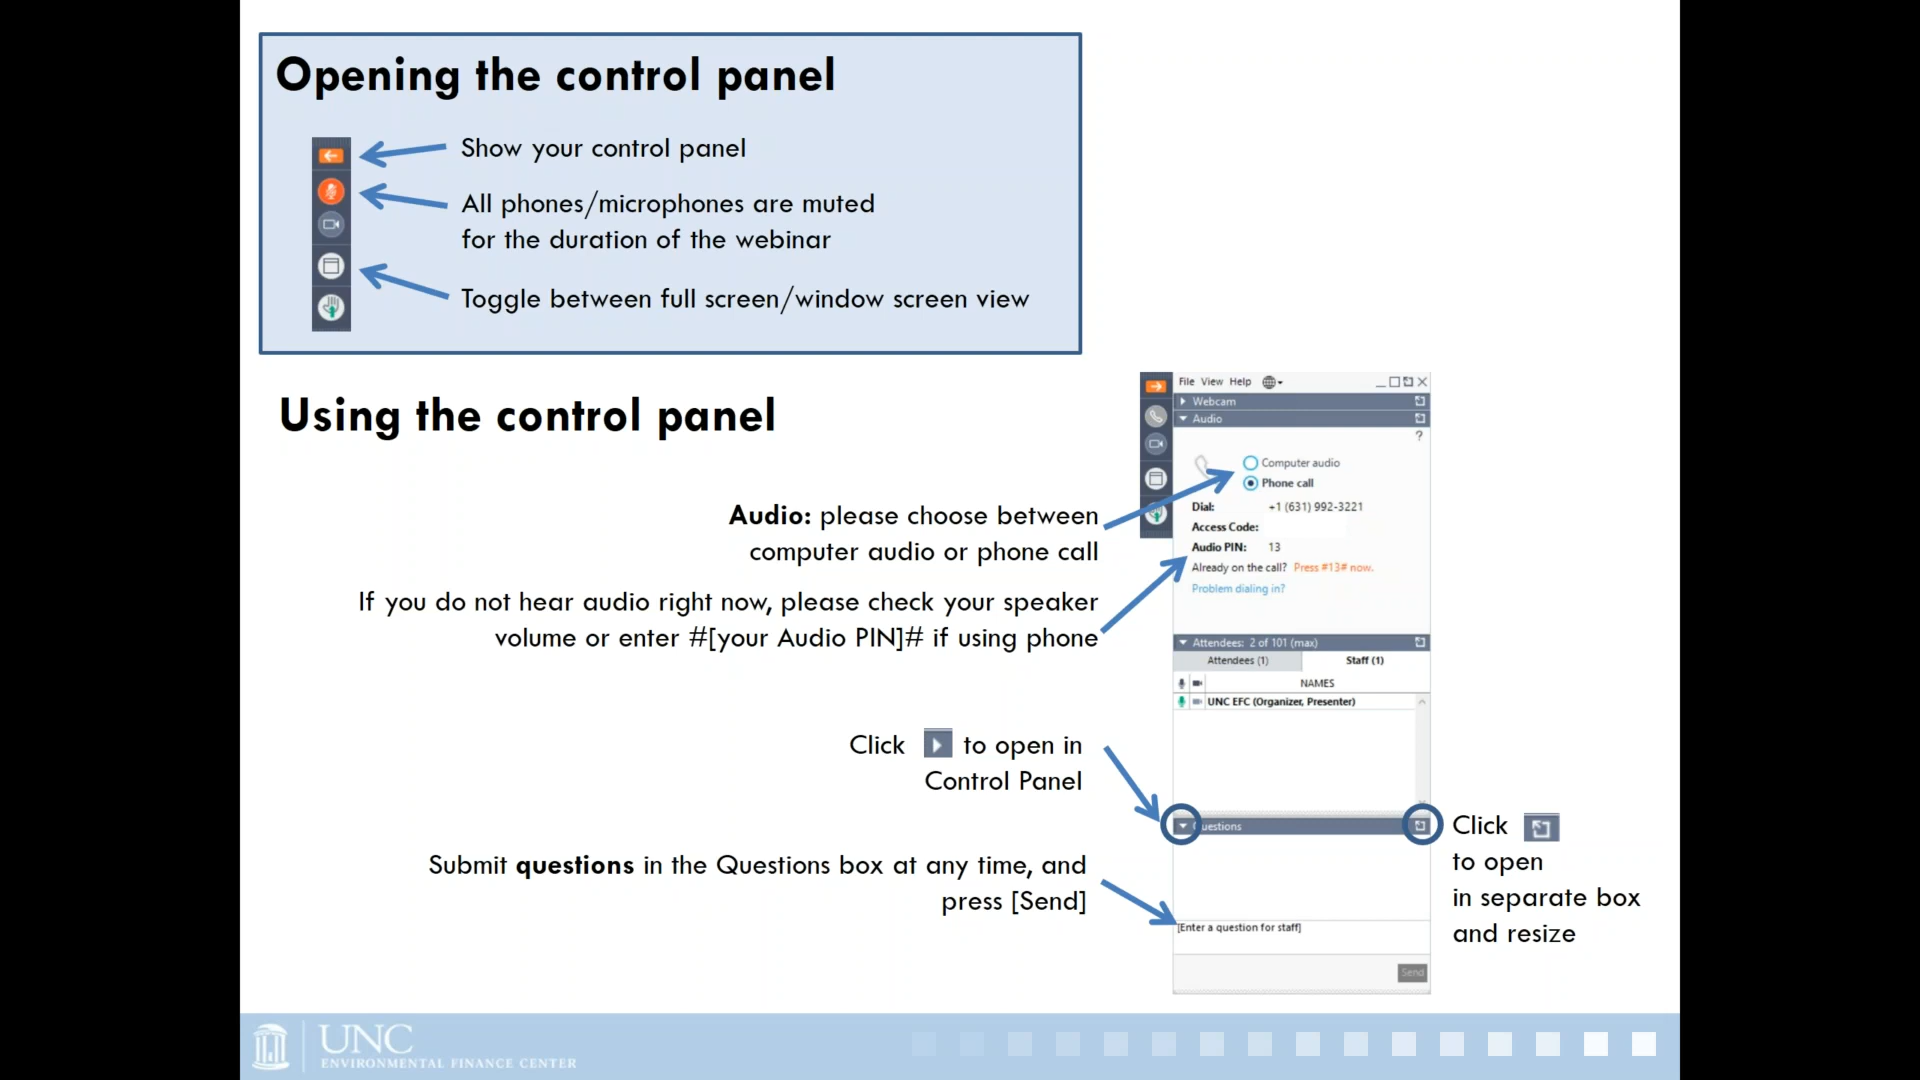 Opening the control panel
Show your control panel
All phones/microphones are muted
for the duration of the webinar
Toggle between full screen/window screen view
Using the control panel
Audio: please choose between
computer audio or phone call
If you do not hear audio right now, please check your speaker
volume or enter #[your Audio PIN]# if using phone
Click to open in
Control Panel
Submit questions in the Questions box at any time, and
press [Send]
File View Help
Webcam
Audio
?
Computer audio
Phone call
Dial: +1 (631) 992-3221
Access Code:
Audio PIN: 13
Already on the call? Press #13# now.
Problem dialing in?
Attendees: 2 of 101 (max)
Attendees (1) Staff (1)
NAMES
UNC EFC (Organizer, Presenter)
Questions
[Enter a question for staff]
Send
Click
to open
in separate box
and resize
UNC
ENVIRONMENTAL FINANCE CENTER